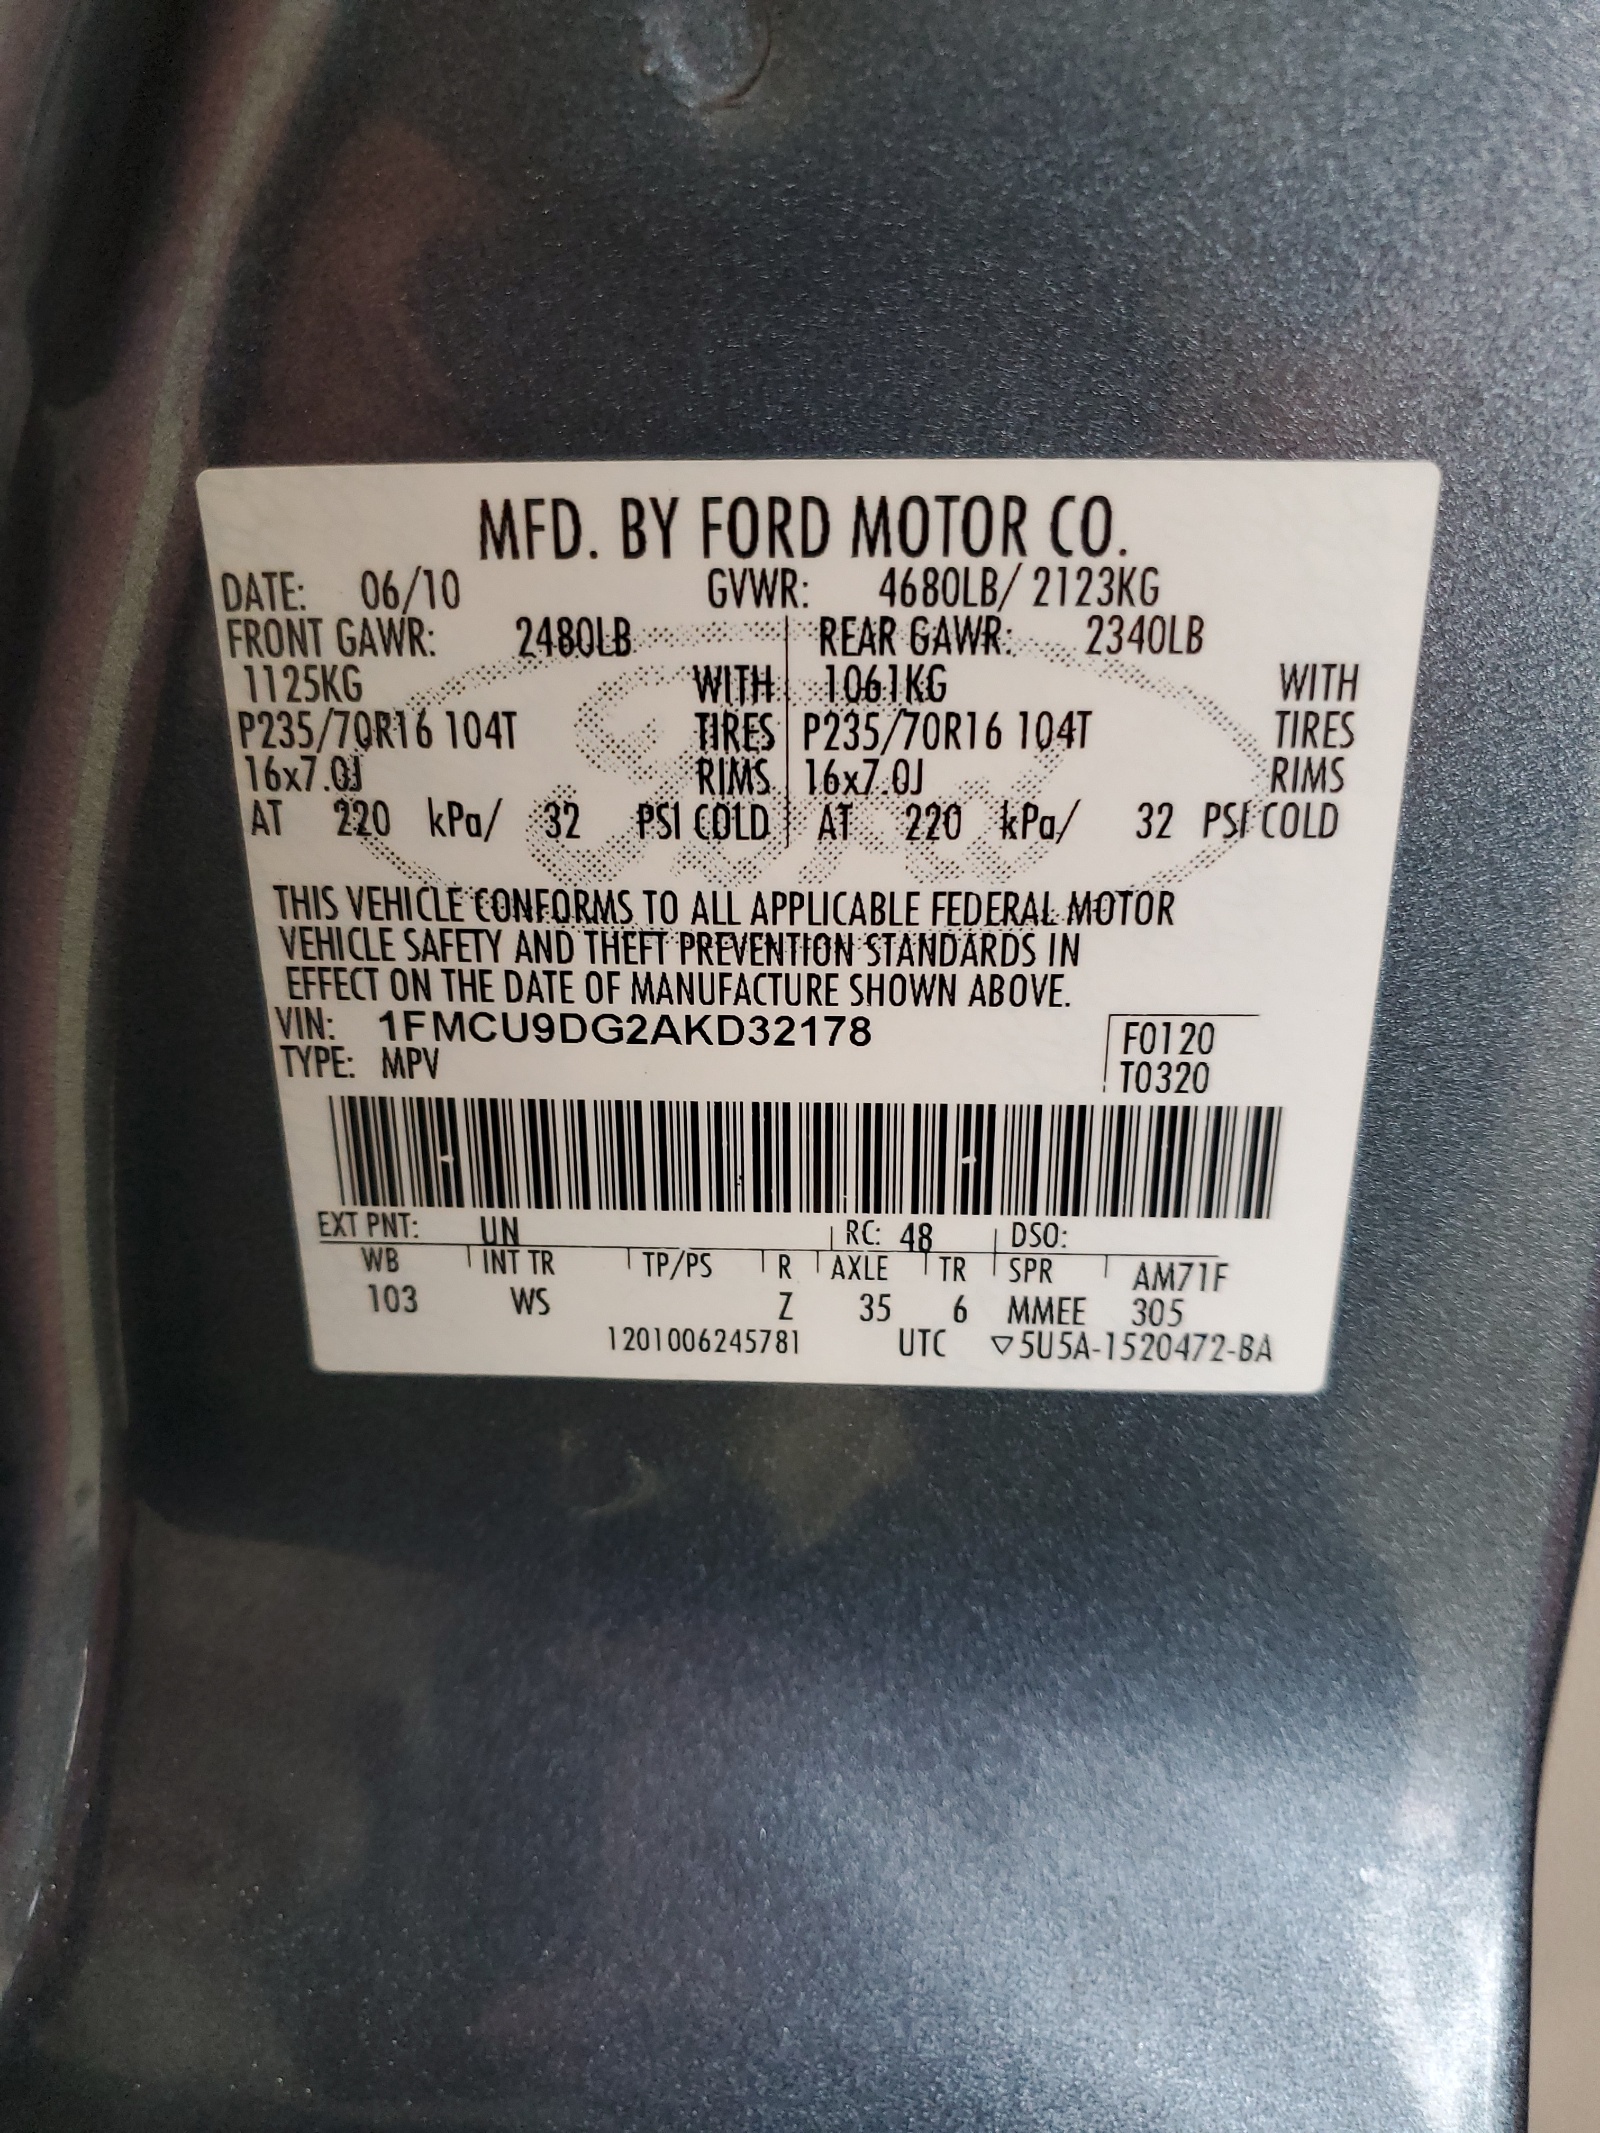 MFD. BY FORD MOTOR CO.
DATE: 06/10 GVWR: 4680LB/ 2123KG
FRONT GAWR: 2480LB REAR GAWR: 2340LB
1125KG WITH 1061KG WITH
P235/70R16 104T TIRES P235/70R16 104T TIRES
16x7.0J RIMS 16x7.0J RIMS
AT 220 kPa/ 32 PSI COLD AT 220 kPa/ 32 PSI COLD
THIS VEHICLE CONFORMS TO ALL APPLICABLE FEDERAL MOTOR
VEHICLE SAFETY AND THEFT PREVENTION STANDARDS IN
EFFECT ON THE DATE OF MANUFACTURE SHOWN ABOVE.
VIN: 1FMCU9DG2AKD32178 F0120
TYPE: MPV T0320
EXT PNT: UN RC: 48 DSO:
WB INT TR TP/PS R AXLE TR SPR AM71F
103 WS Z 35 6 MMEE 305
1201006245781 UTC ▽5U5A-1520472-BA